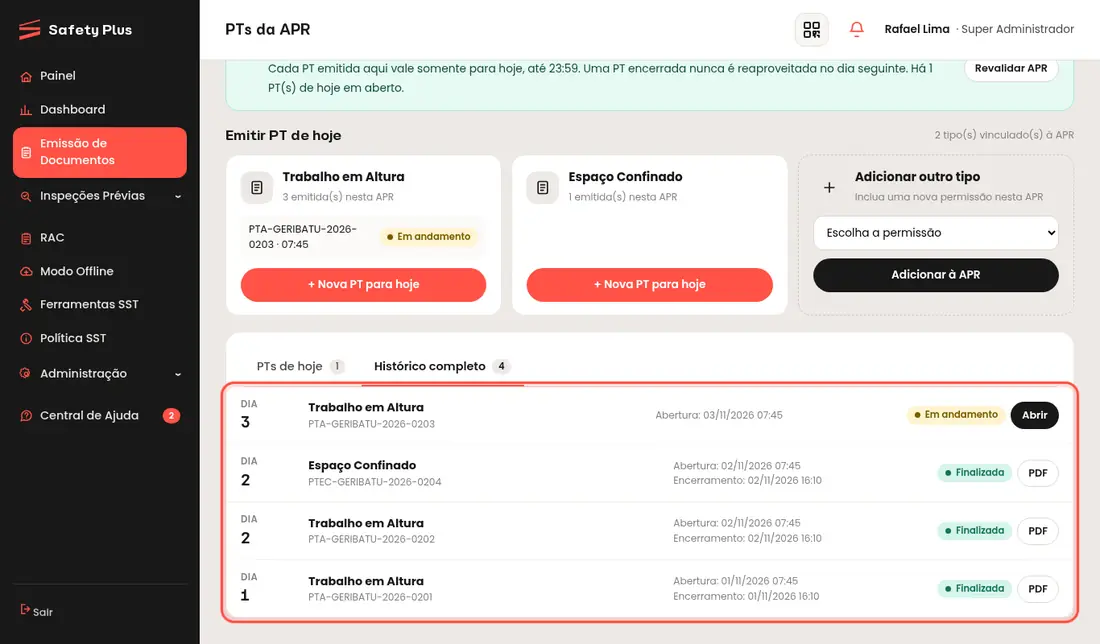 Safety Plus
Painel
Dashboard
Emissão de
Documentos
Inspeções Prévias
RAC
Modo Offline
Ferramentas SST
Política SST
Administração
Central de Ajuda 2
Sair
PTs da APR
Rafael Lima · Super Administrador
Cada PT emitida aqui vale somente para hoje, até 23:59. Uma PT encerrada nunca é reaproveitada no dia seguinte. Há 1
PT(s) de hoje em aberto.
Revalidar APR
Emitir PT de hoje
2 tipo(s) vinculado(s) à APR
Trabalho em Altura
3 emitida(s) nesta APR
PTA-GERIBATU-2026-
0203 · 07:45
Em andamento
+ Nova PT para hoje
Espaço Confinado
1 emitida(s) nesta APR
+ Nova PT para hoje
+
Adicionar outro tipo
Inclua uma nova permissão nesta APR
Escolha a permissão
Adicionar à APR
PTs de hoje 1
Histórico completo 4
DIA
3
Trabalho em Altura
PTA-GERIBATU-2026-0203
Abertura: 03/11/2026 07:45
Em andamento
Abrir
DIA
2
Espaço Confinado
PTEC-GERIBATU-2026-0204
Abertura: 02/11/2026 07:45
Encerramento: 02/11/2026 16:10
Finalizada
PDF
DIA
2
Trabalho em Altura
PTA-GERIBATU-2026-0202
Abertura: 02/11/2026 07:45
Encerramento: 02/11/2026 16:10
Finalizada
PDF
DIA
1
Trabalho em Altura
PTA-GERIBATU-2026-0201
Abertura: 01/11/2026 07:45
Encerramento: 01/11/2026 16:10
Finalizada
PDF